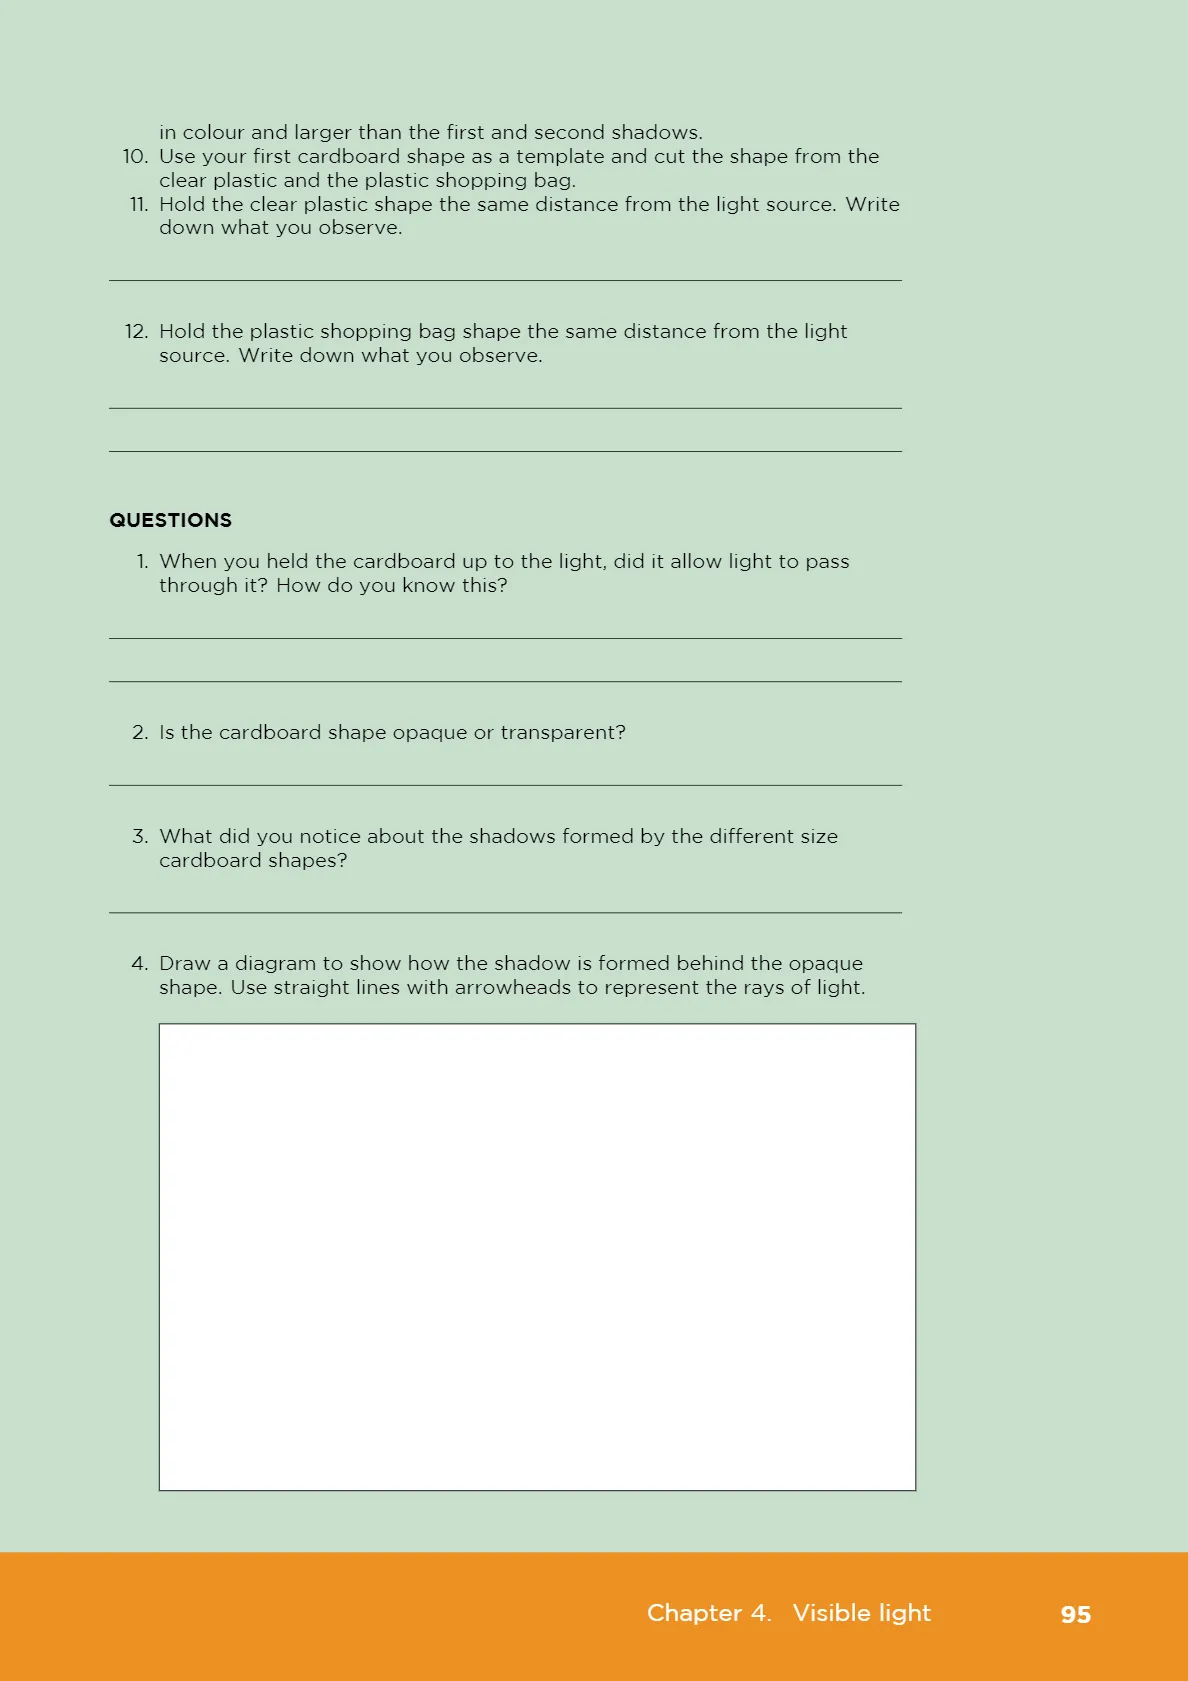 in colour and larger than the first and second shadows.
10. Use your first cardboard shape as a template and cut the shape from the
clear plastic and the plastic shopping bag.
11. Hold the clear plastic shape the same distance from the light source. Write
down what you observe.
12. Hold the plastic shopping bag shape the same distance from the light
source. Write down what you observe.
QUESTIONS
1. When you held the cardboard up to the light, did it allow light to pass
through it? How do you know this?
2. Is the cardboard shape opaque or transparent?
3. What did you notice about the shadows formed by the different size
cardboard shapes?
4. Draw a diagram to show how the shadow is formed behind the opaque
shape. Use straight lines with arrowheads to represent the rays of light.
Chapter 4. Visible light 95